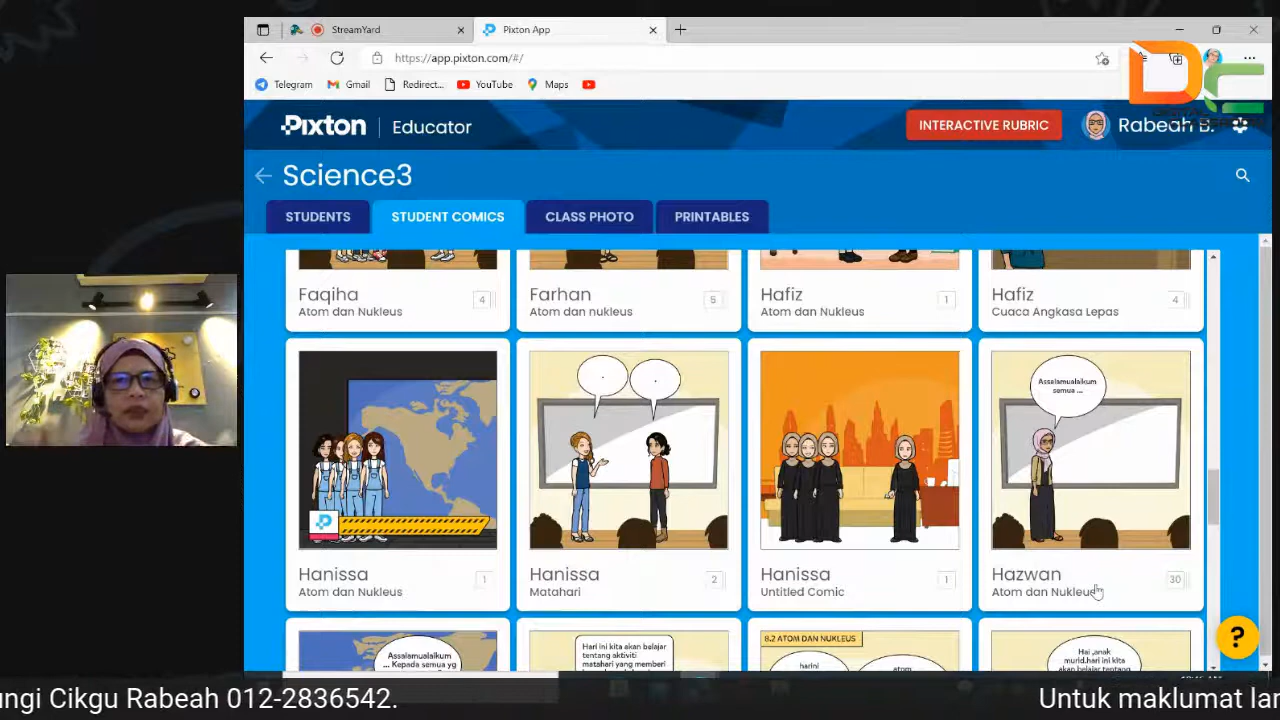 StreamYard
Pixton App
https://app.pixton.com/#/
Telegram
Gmail
Redirect...
YouTube
Maps
Pixton
Educator
INTERACTIVE RUBRIC
Rabeah B.
Science3
STUDENTS
STUDENT COMICS
CLASS PHOTO
PRINTABLES
Faqiha
4
Atom dan Nukleus
Farhan
5
Atom dan nukleus
Hafiz
1
Atom dan Nukleus
Hafiz
4
Cuaca Angkasa Lepas
Assalamualaikum
semua ...
Hanissa
1
Atom dan Nukleus
Hanissa
2
Matahari
Hanissa
1
Untitled Comic
Hazwan
30
Atom dan Nukleus
Assalamualaikum
... Kepada semua yg
Hari ini kita akan belajar
tentang aktiviti
matahari yang memberi
8.2 ATOM DAN NUKLEUS
harini
atom
Hai ,anak
murid.hari ini kita
akan belajar tentang
?
ungi Cikgu Rabeah 012-2836542.
Untuk maklumat lan